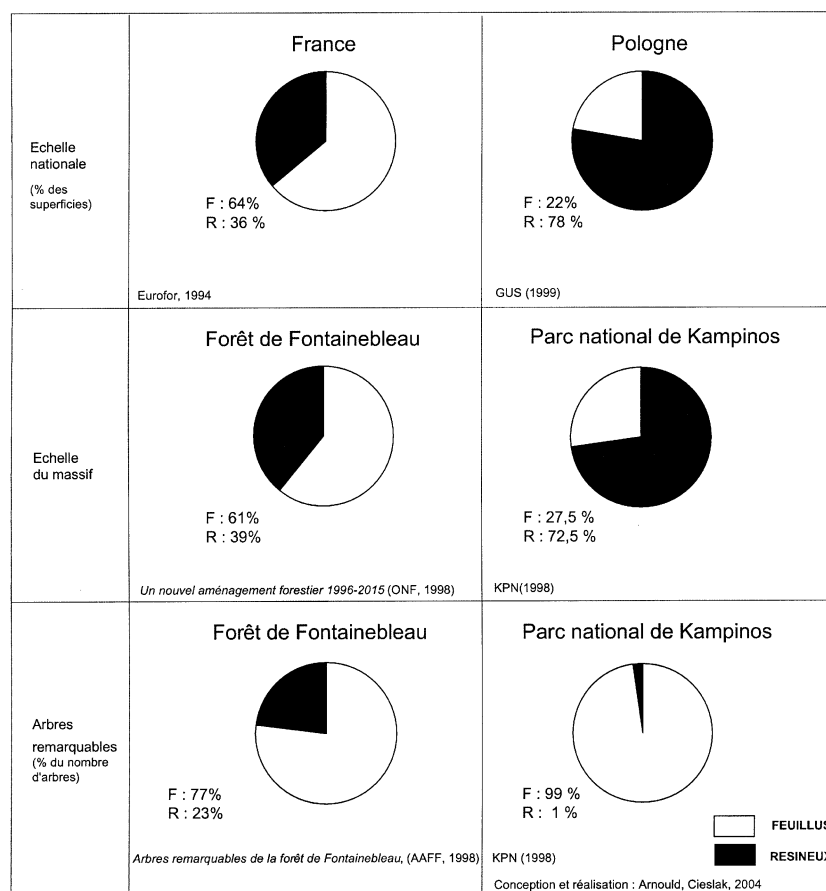 France
Pologne
Echelle
nationale
(% des
superficies)
F : 64%
R : 36 %
F : 22%
R : 78 %
Eurofor, 1994
GUS (1999)
Forêt de Fontainebleau
Parc national de Kampinos
Echelle
du massif
F : 61%
R : 39%
F : 27,5 %
R : 72,5 %
Un nouvel aménagement forestier 1996-2015 (ONF, 1998)
KPN(1998)
Forêt de Fontainebleau
Parc national de Kampinos
Arbres
remarquables
(% du nombre
d'arbres)
F : 77%
R : 23%
F : 99 %
R : 1 %
FEUILLUS
RESINEUX
Arbres remarquables de la forêt de Fontainebleau, (AAFF, 1998)
KPN (1998)
Conception et réalisation : Arnould, Cieslak, 2004